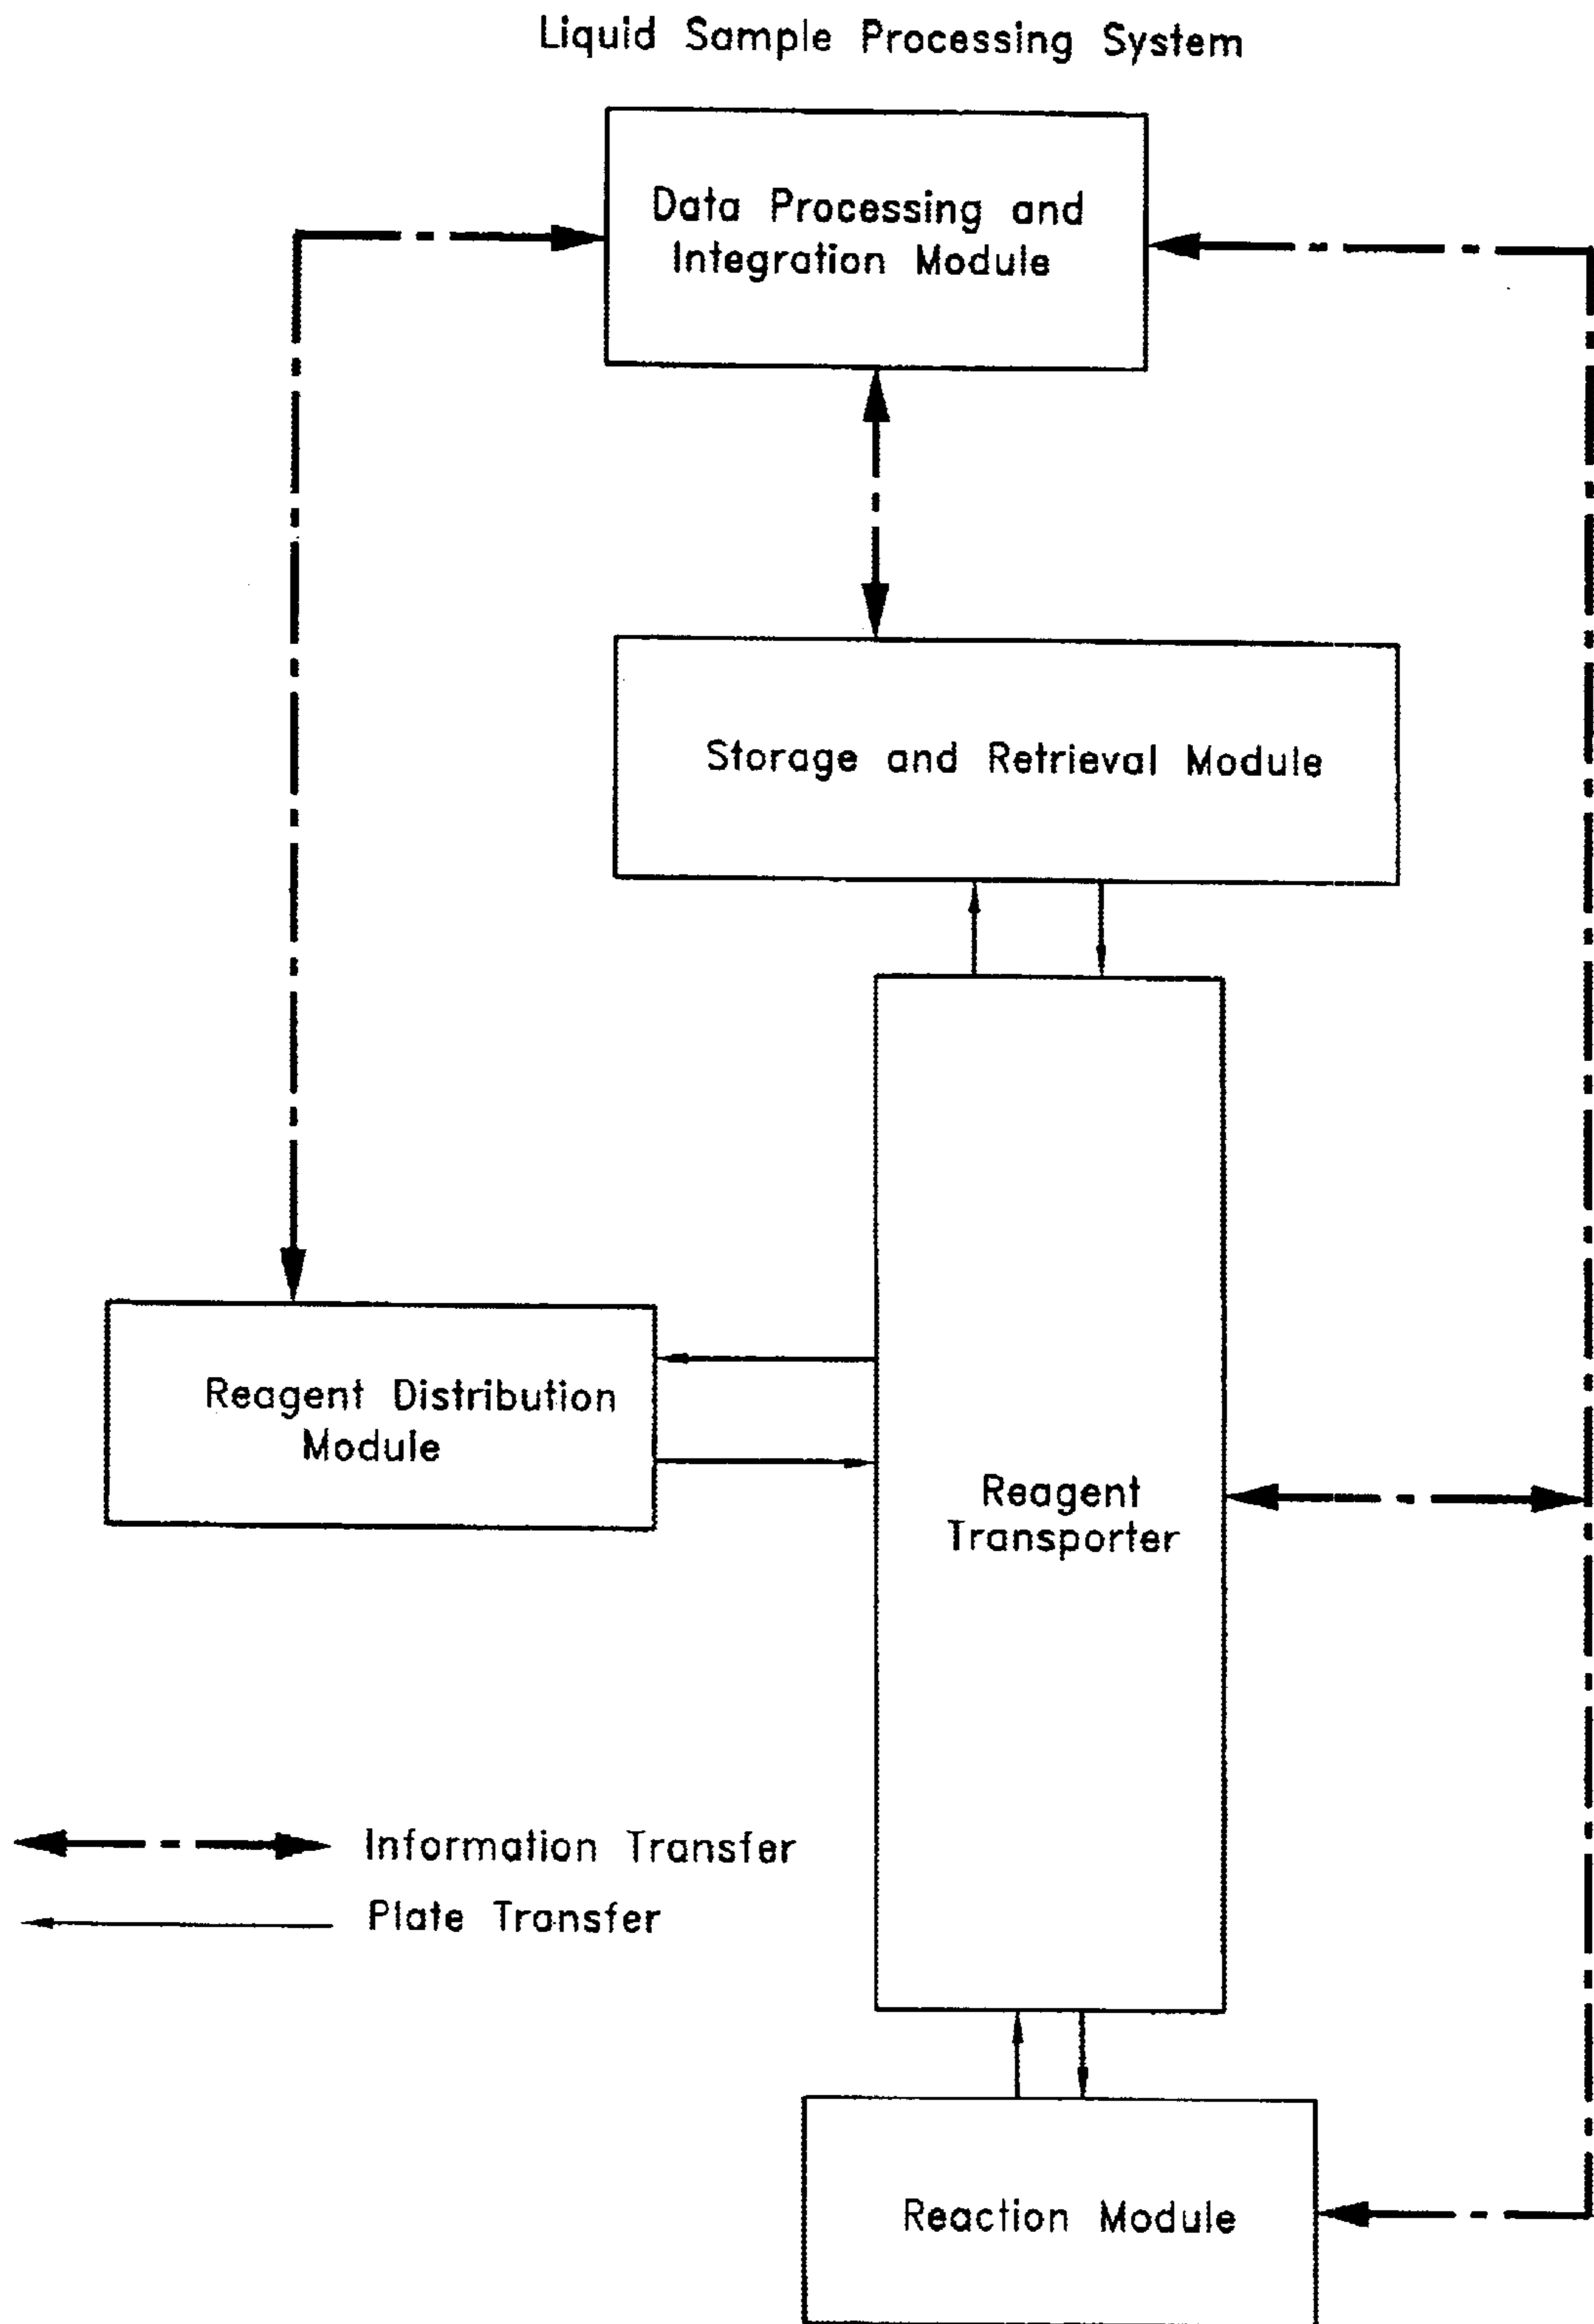 Liquid Sample Processing System
Data Processing and
Integration Module
Storage and Retrieval Module
Reagent Distribution
Module
Reagent
Transporter
Information Transfer
Plate Transfer
Reaction Module